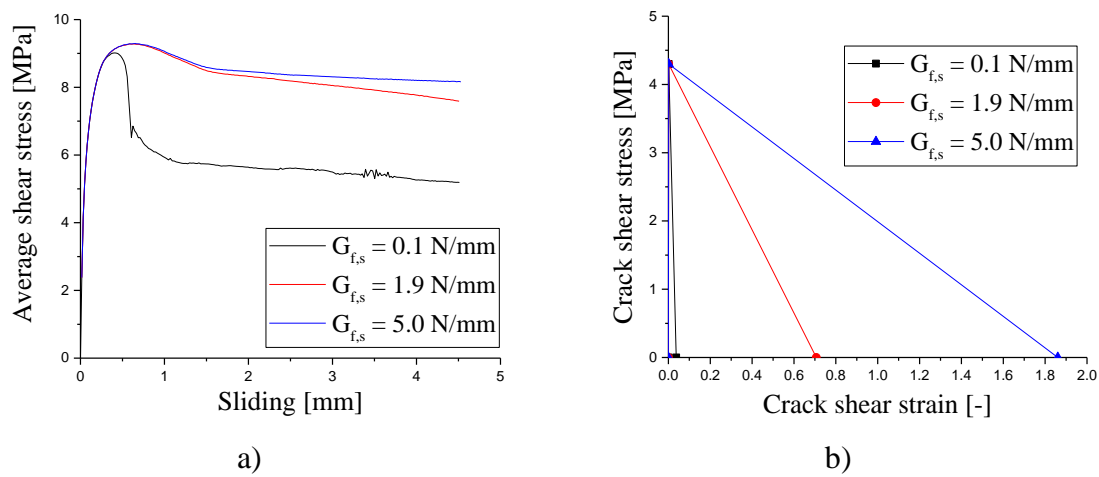 Average shear stress [MPa]
10
8
6
4
2
0
0 1 2 3 4 5
Sliding [mm]
G_f,s = 0.1 N/mm
G_f,s = 1.9 N/mm
G_f,s = 5.0 N/mm
a)
Crack shear stress [MPa]
5
4
3
2
1
0
0.0 0.2 0.4 0.6 0.8 1.0 1.2 1.4 1.6 1.8 2.0
Crack shear strain [-]
G_f,s = 0.1 N/mm
G_f,s = 1.9 N/mm
G_f,s = 5.0 N/mm
b)